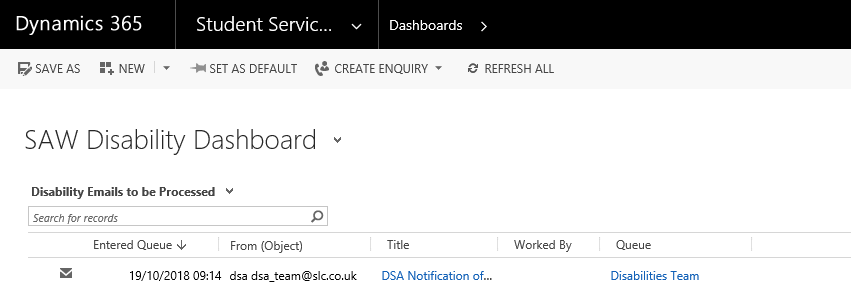 Dynamics 365 Student Servic... Dashboards
SAVE AS NEW SET AS DEFAULT CREATE ENQUIRY REFRESH ALL
SAW Disability Dashboard
Disability Emails to be Processed
Search for records
Entered Queue From (Object) Title Worked By Queue
19/10/2018 09:14 dsa dsa_team@slc.co.uk DSA Notification of... Disabilities Team